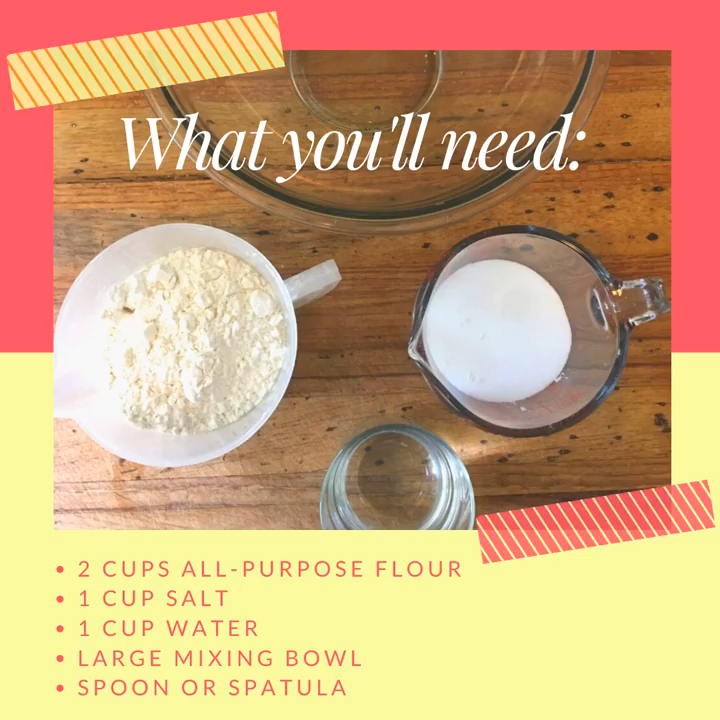 What you'll need:
• 2 CUPS ALL-PURPOSE FLOUR
• 1 CUP SALT
• 1 CUP WATER
• LARGE MIXING BOWL
• SPOON OR SPATULA